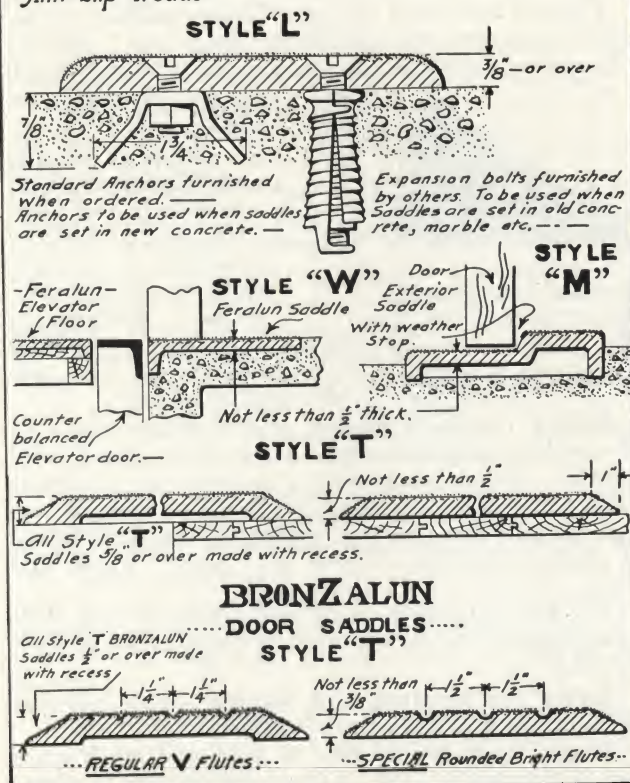 STYLE "L"
3/8" — or over
7/8
1 3/4
Standard Anchors furnished
when ordered. —
Anchors to be used when saddles
are set in new concrete. —
Expansion bolts furnished
by others. To be used when
Saddles are set in old conc-
rete, marble etc. — · —
STYLE "W"
-Feralun-
Elevator
Floor
Feralun Saddle
Counter
balanced
Elevator door. —
Not less than 1/2" thick.
STYLE
"M"
Door
Exterior
Saddle
With weather
Stop.
STYLE "T"
Not less than 1/2"
1"
All Style "T"
Saddles 5/8" or over made with recess.
BRONZALUN
DOOR SADDLES
STYLE "T"
All Style T BRONZALUN
Saddles 1/2" or over made
with recess
1 1/4" 1 1/4"
REGULAR V Flutes.
Not less than
3/8"
1 1/2" 1 1/2"
SPECIAL Rounded Bright Flutes